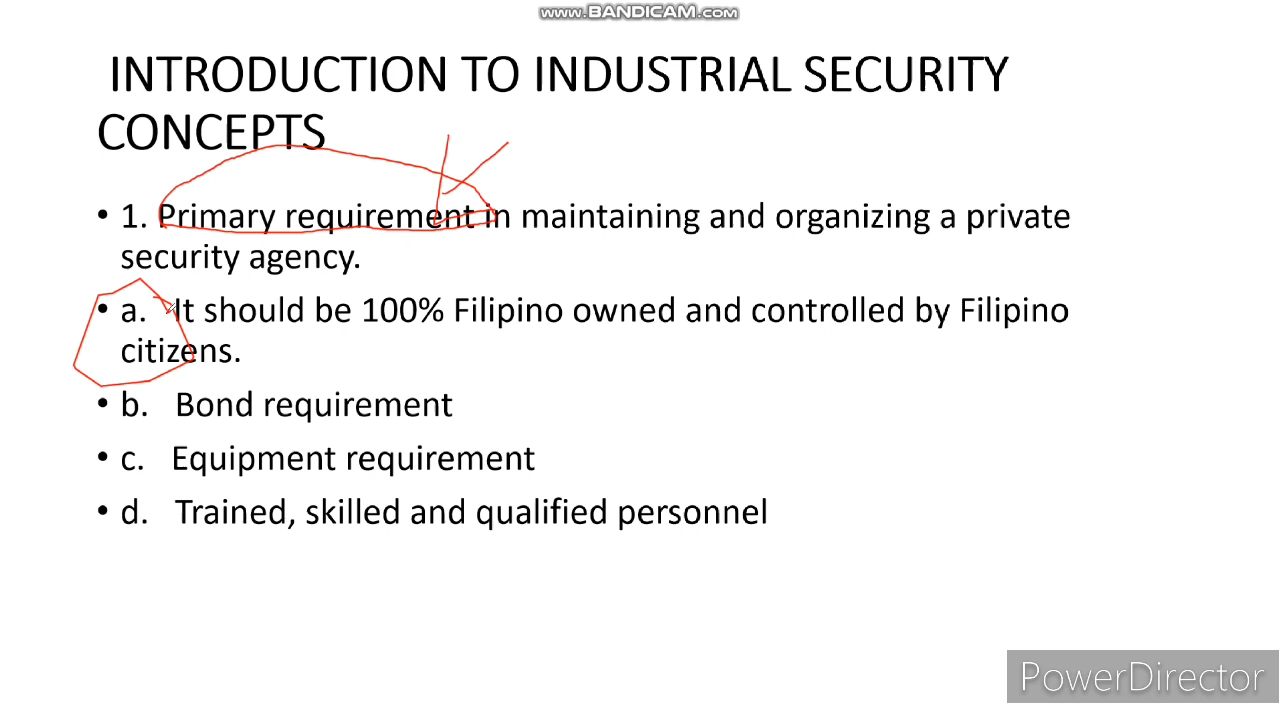 www.BANDICAM.com
INTRODUCTION TO INDUSTRIAL SECURITY
CONCEPTS
• 1. Primary requirement in maintaining and organizing a private
security agency.
• a. It should be 100% Filipino owned and controlled by Filipino
citizens.
• b. Bond requirement
• c. Equipment requirement
• d. Trained, skilled and qualified personnel
PowerDirector